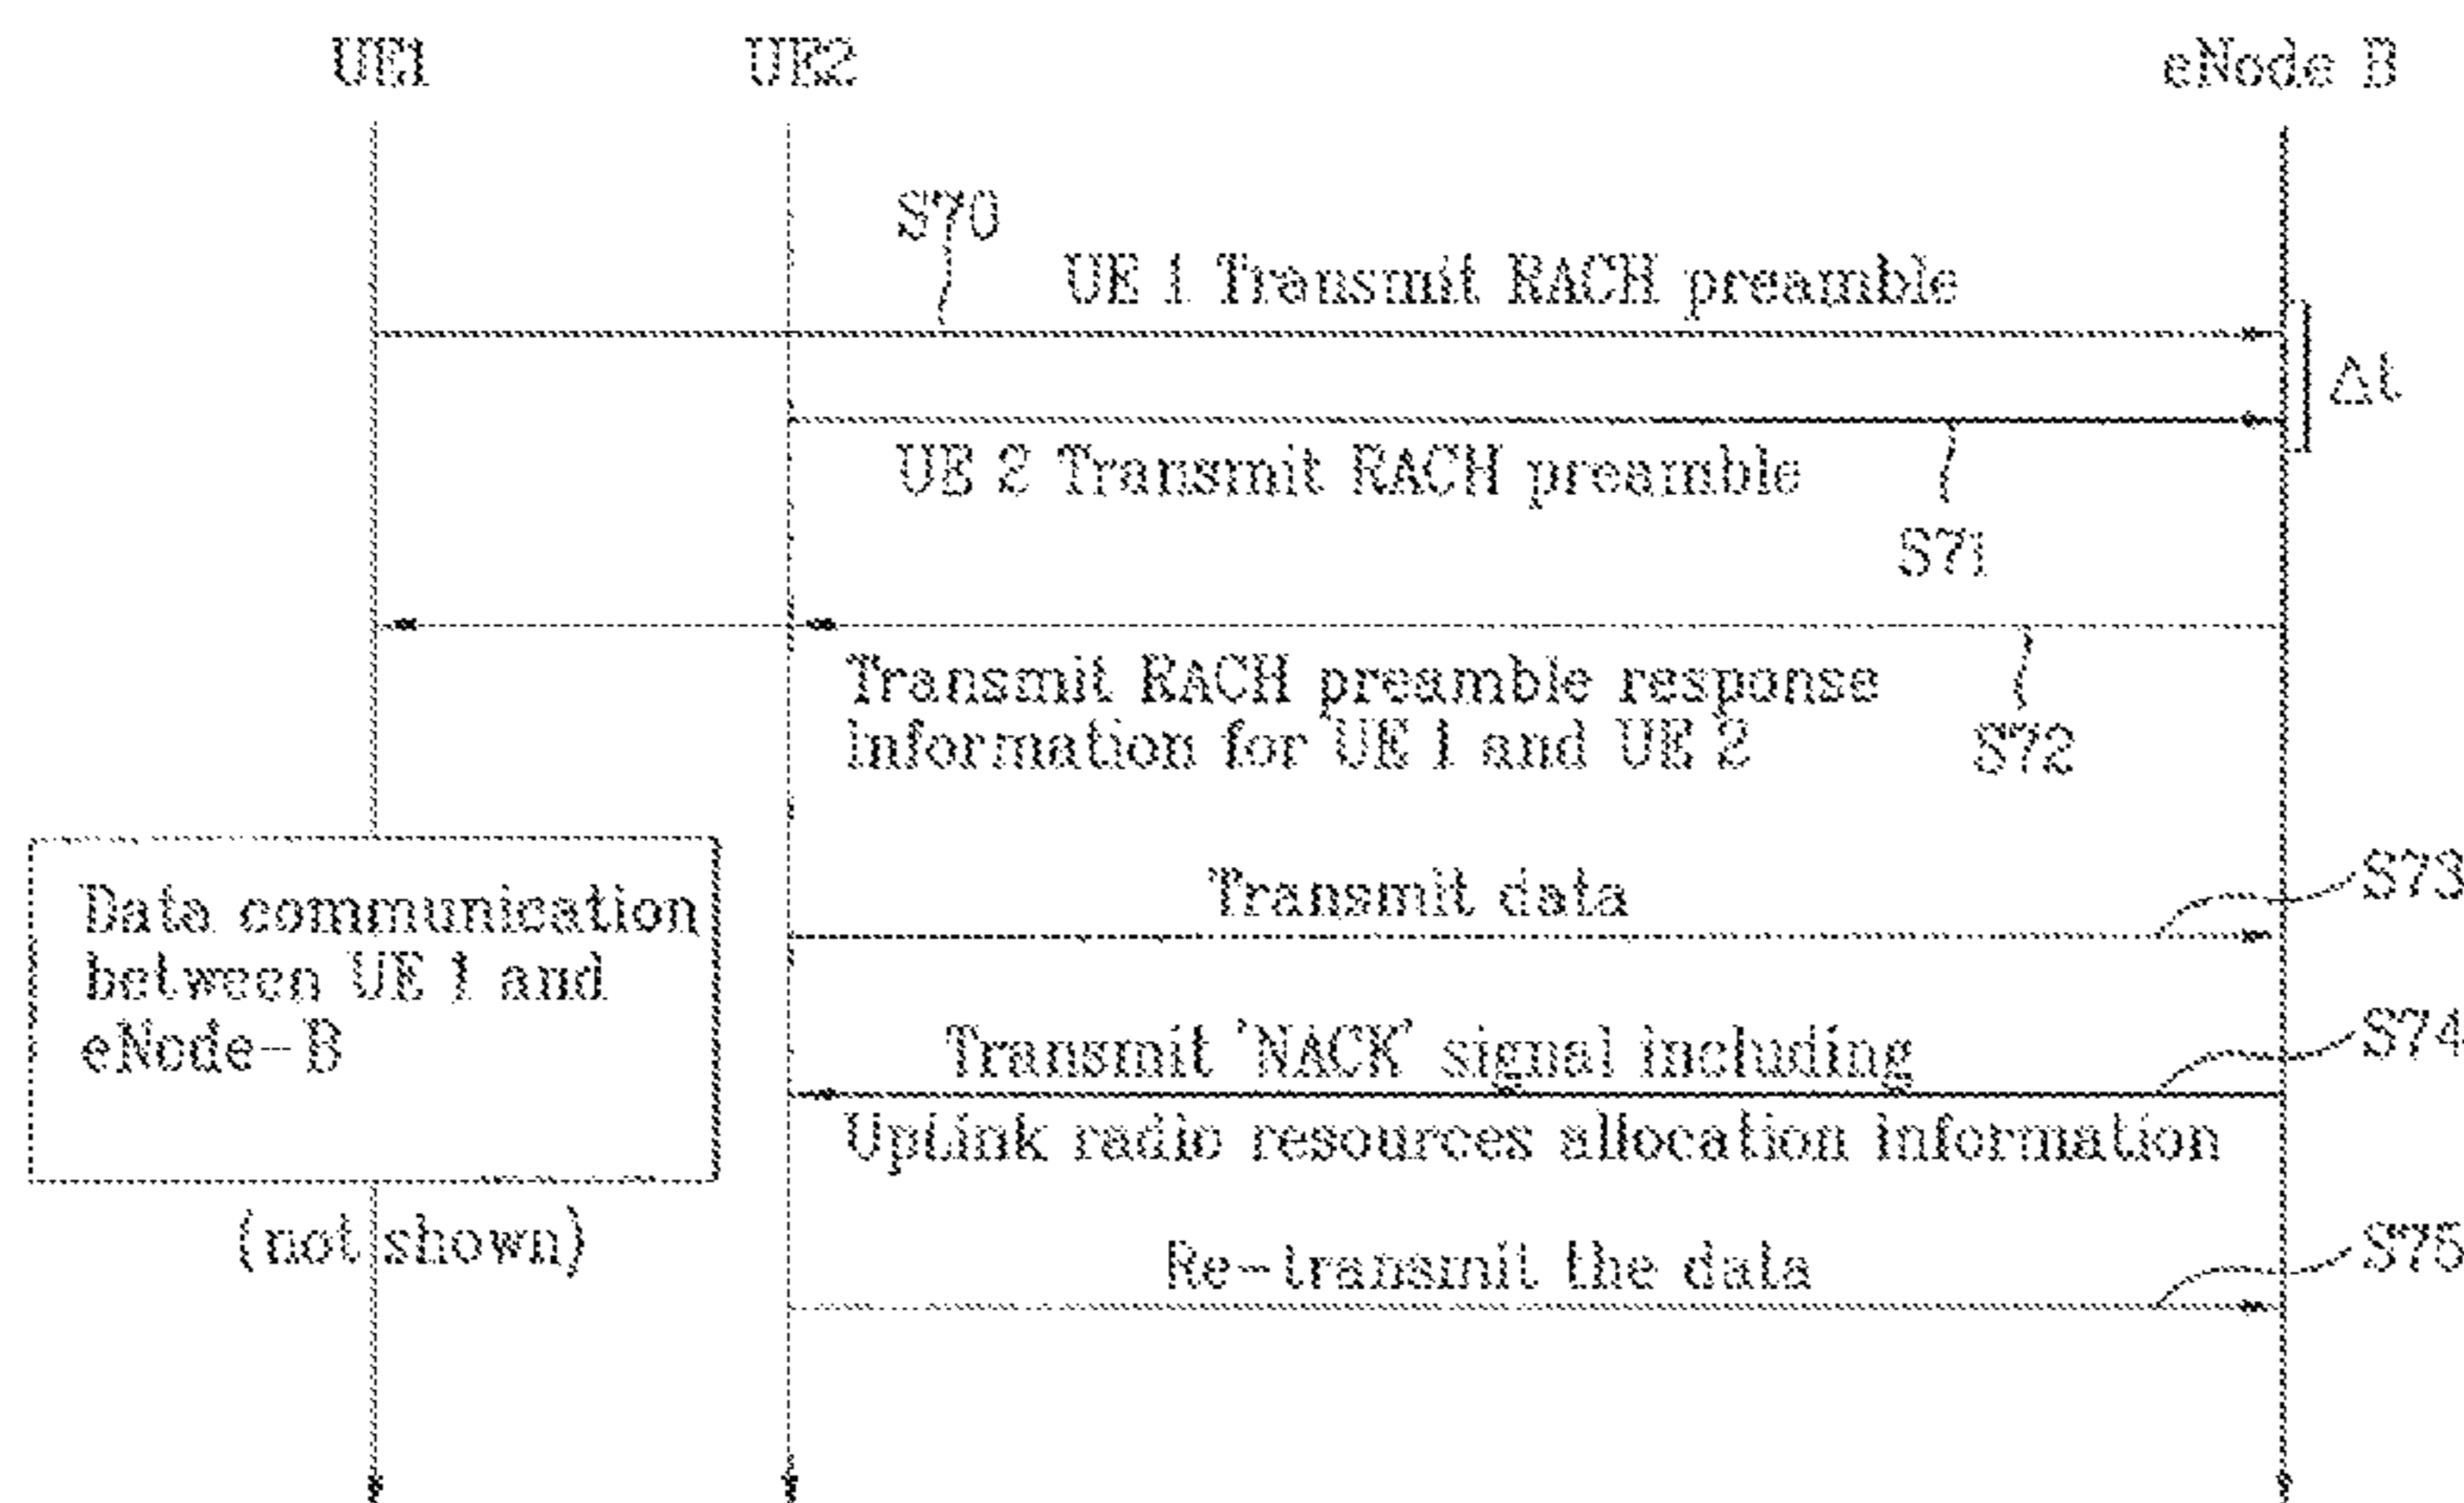 UE1
UE2
eNode B
S70
UE 1 Transmit RACH preamble
Δt
UE 2 Transmit RACH preamble
S71
Transmit RACH preamble response
information for UE 1 and UE 2
S72
Data communication
between UE 1 and
eNode-B
(not shown)
Transmit data
S73
Transmit 'NACK' signal including
Uplink radio resources allocation information
S74
Re-transmit the data
S75